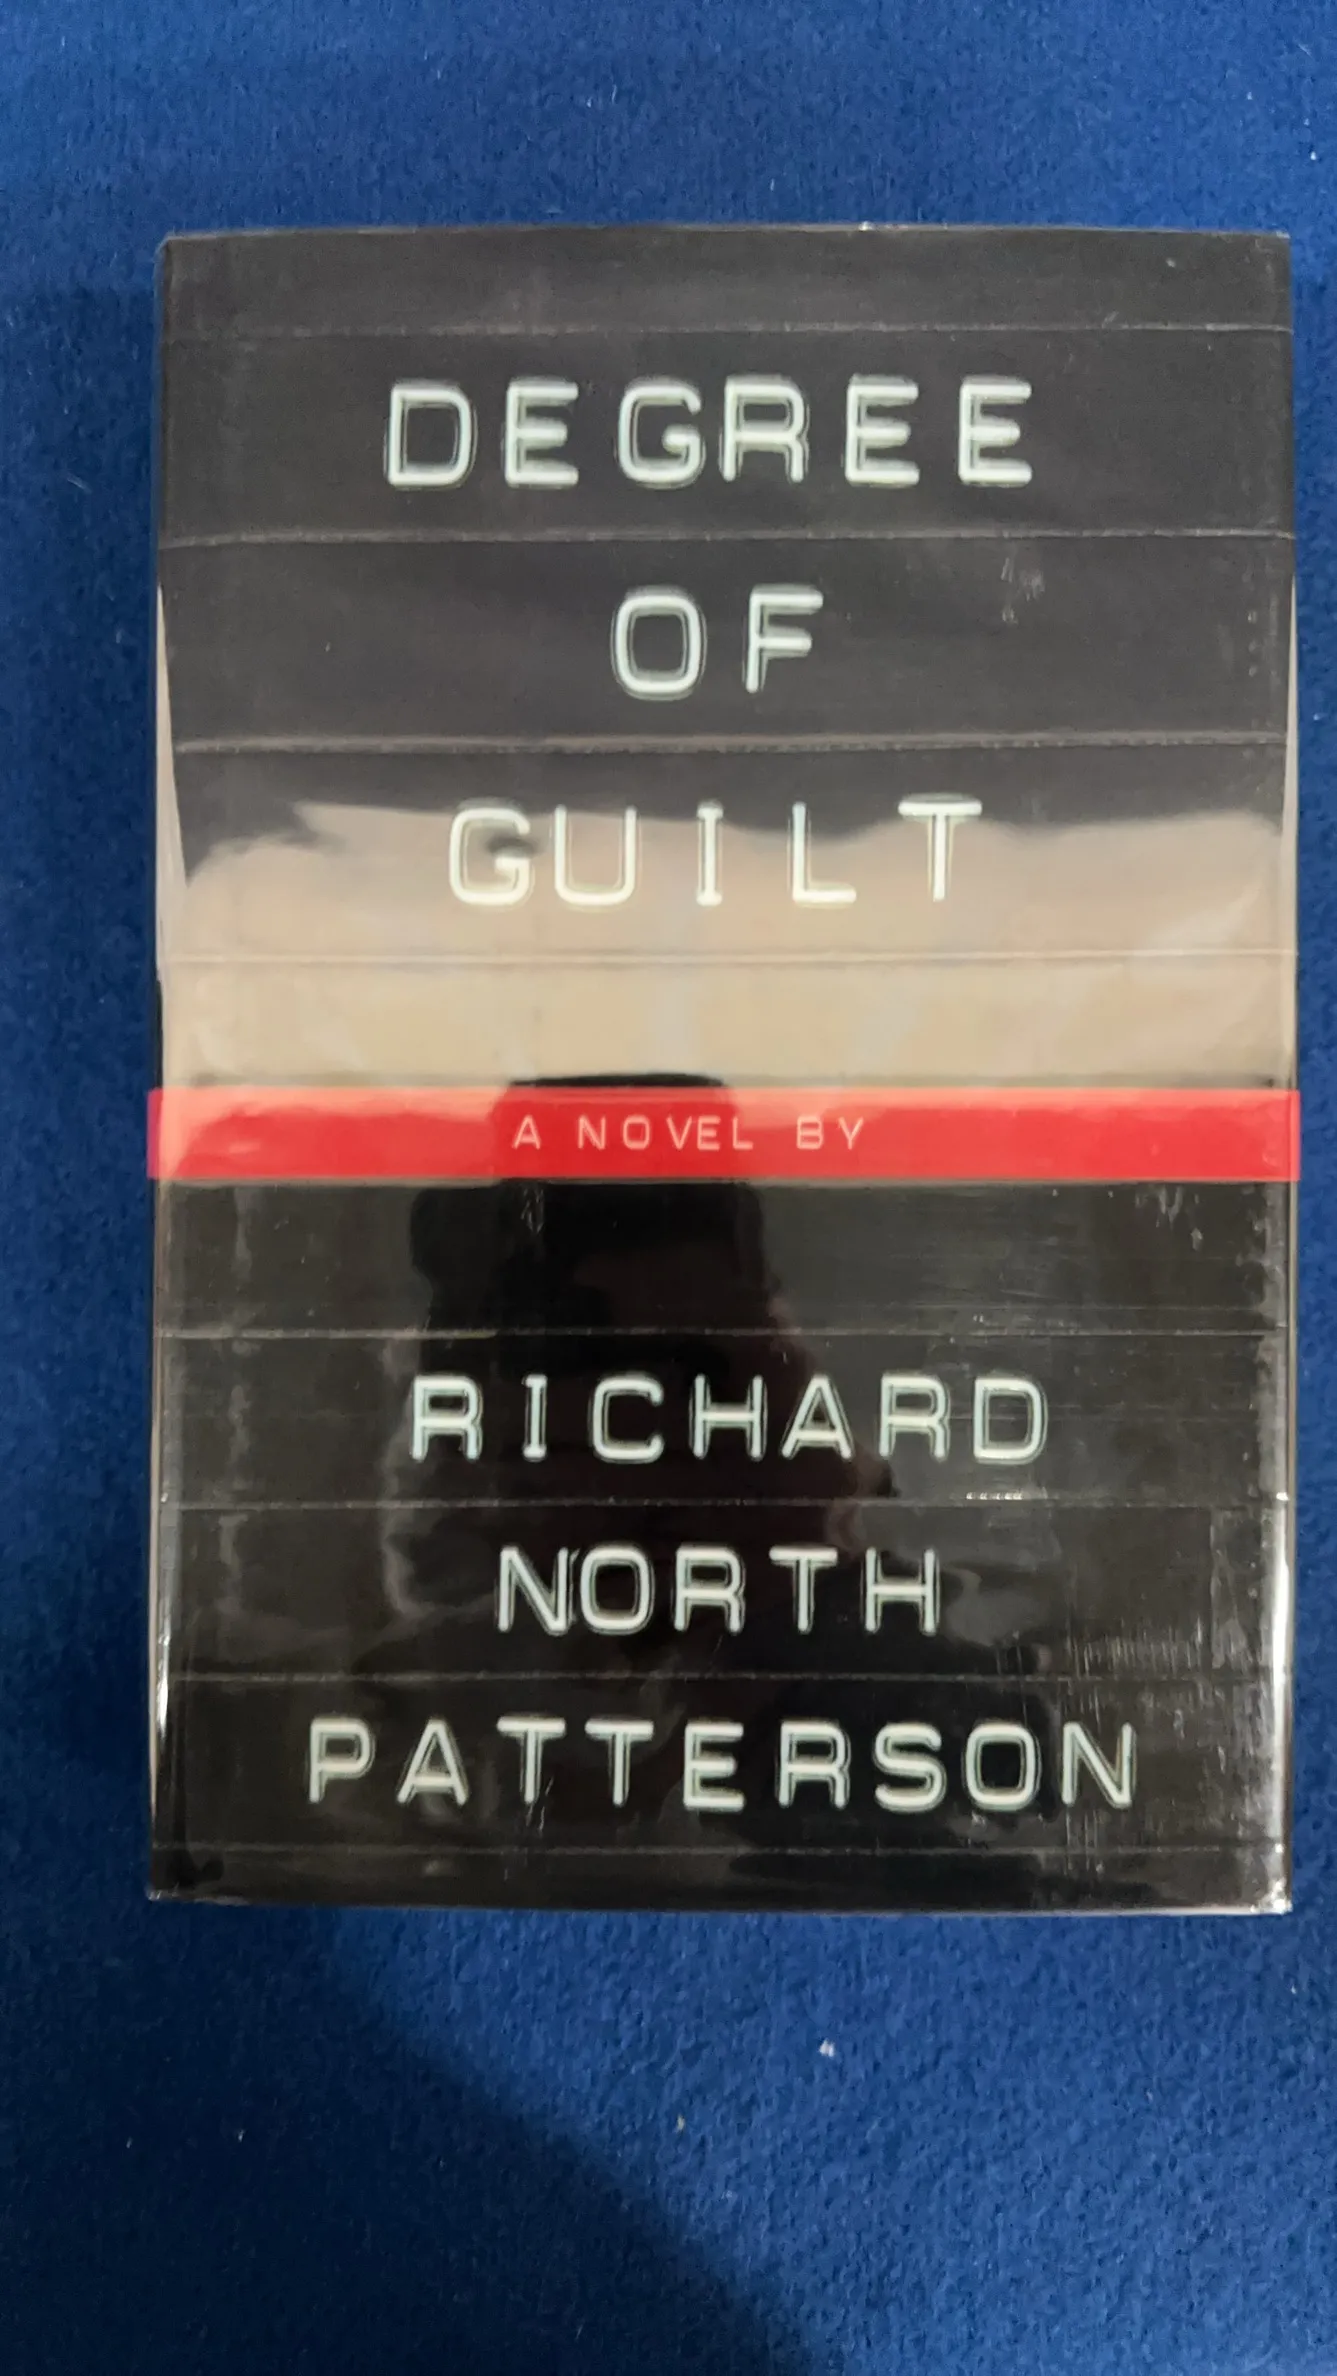 DEGREE
OF
GUILT
A NOVEL BY
RICHARD
NORTH
PATTERSON